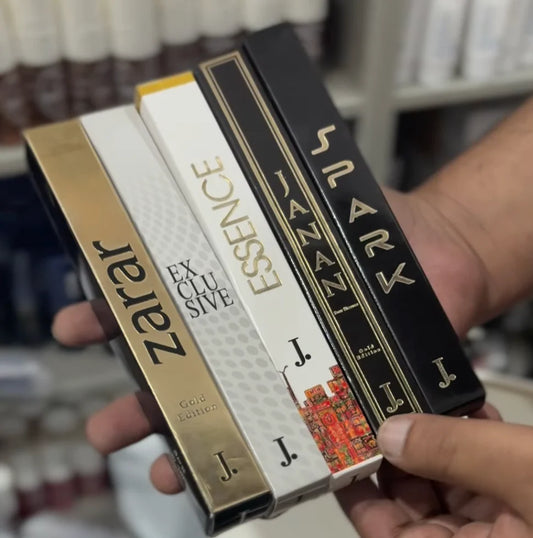 zarar
Gold
Edition
J.
EX
CLU
SIVE
J.
ESSENCE
J.
JANAN
Gold
Edition
J.
SPARK
J.